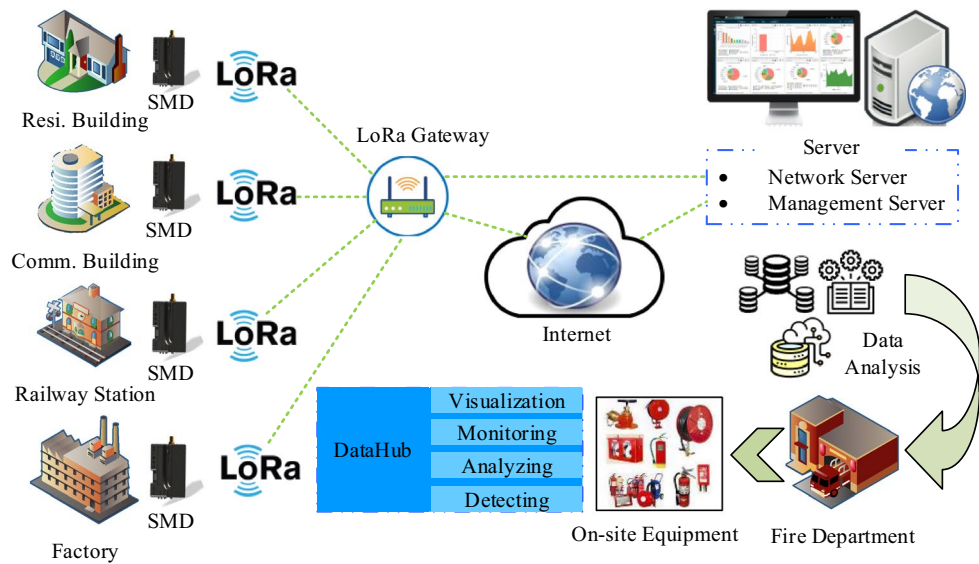 SMD
LoRa
Resi. Building
LoRa Gateway
Server
• Network Server
• Management Server
SMD
LoRa
Comm. Building
Internet
SMD
LoRa
Railway Station
Data
Analysis
DataHub
Visualization
Monitoring
Analyzing
Detecting
SMD
LoRa
Factory
On-site Equipment
Fire Department